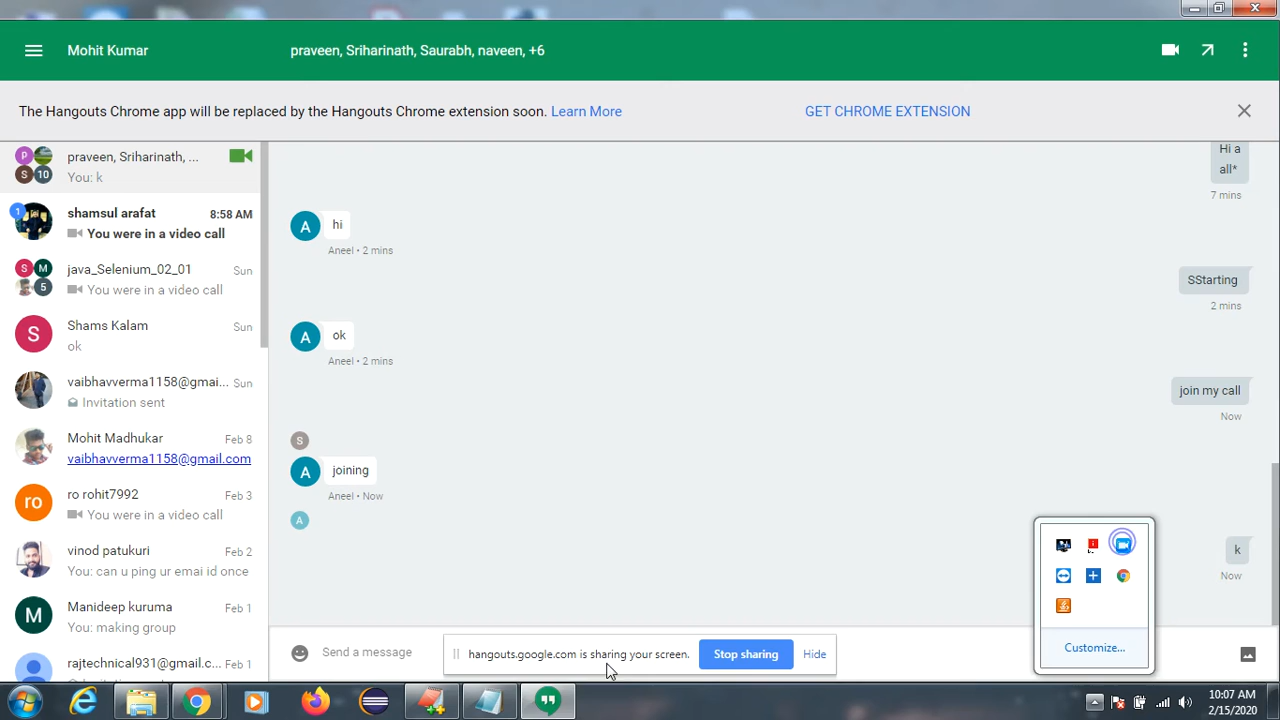 Mohit Kumar
praveen, Sriharinath, Saurabh, naveen, +6
The Hangouts Chrome app will be replaced by the Hangouts Chrome extension soon. Learn More
GET CHROME EXTENSION
P
S
10
praveen, Sriharinath, ...
You: k
1
shamsul arafat
8:58 AM
You were in a video call
S
M
5
java_Selenium_02_01
Sun
You were in a video call
S
Shams Kalam
Sun
ok
vaibhavverma1158@gmai...
Sun
Invitation sent
Mohit Madhukar
Feb 8
vaibhavverma1158@gmail.com
ro
ro rohit7992
Feb 3
You were in a video call
vinod patukuri
Feb 2
You: can u ping ur emai id once
M
Manideep kuruma
Feb 1
You: making group
rajtechnical931@gmail.c...
Feb 1
Hi a
all*
7 mins
A
hi
Aneel • 2 mins
SStarting
2 mins
A
ok
Aneel • 2 mins
join my call
Now
S
A
joining
Aneel • Now
A
k
Now
Send a message
hangouts.google.com is sharing your screen.
Stop sharing
Hide
Customize...
10:07 AM
2/15/2020